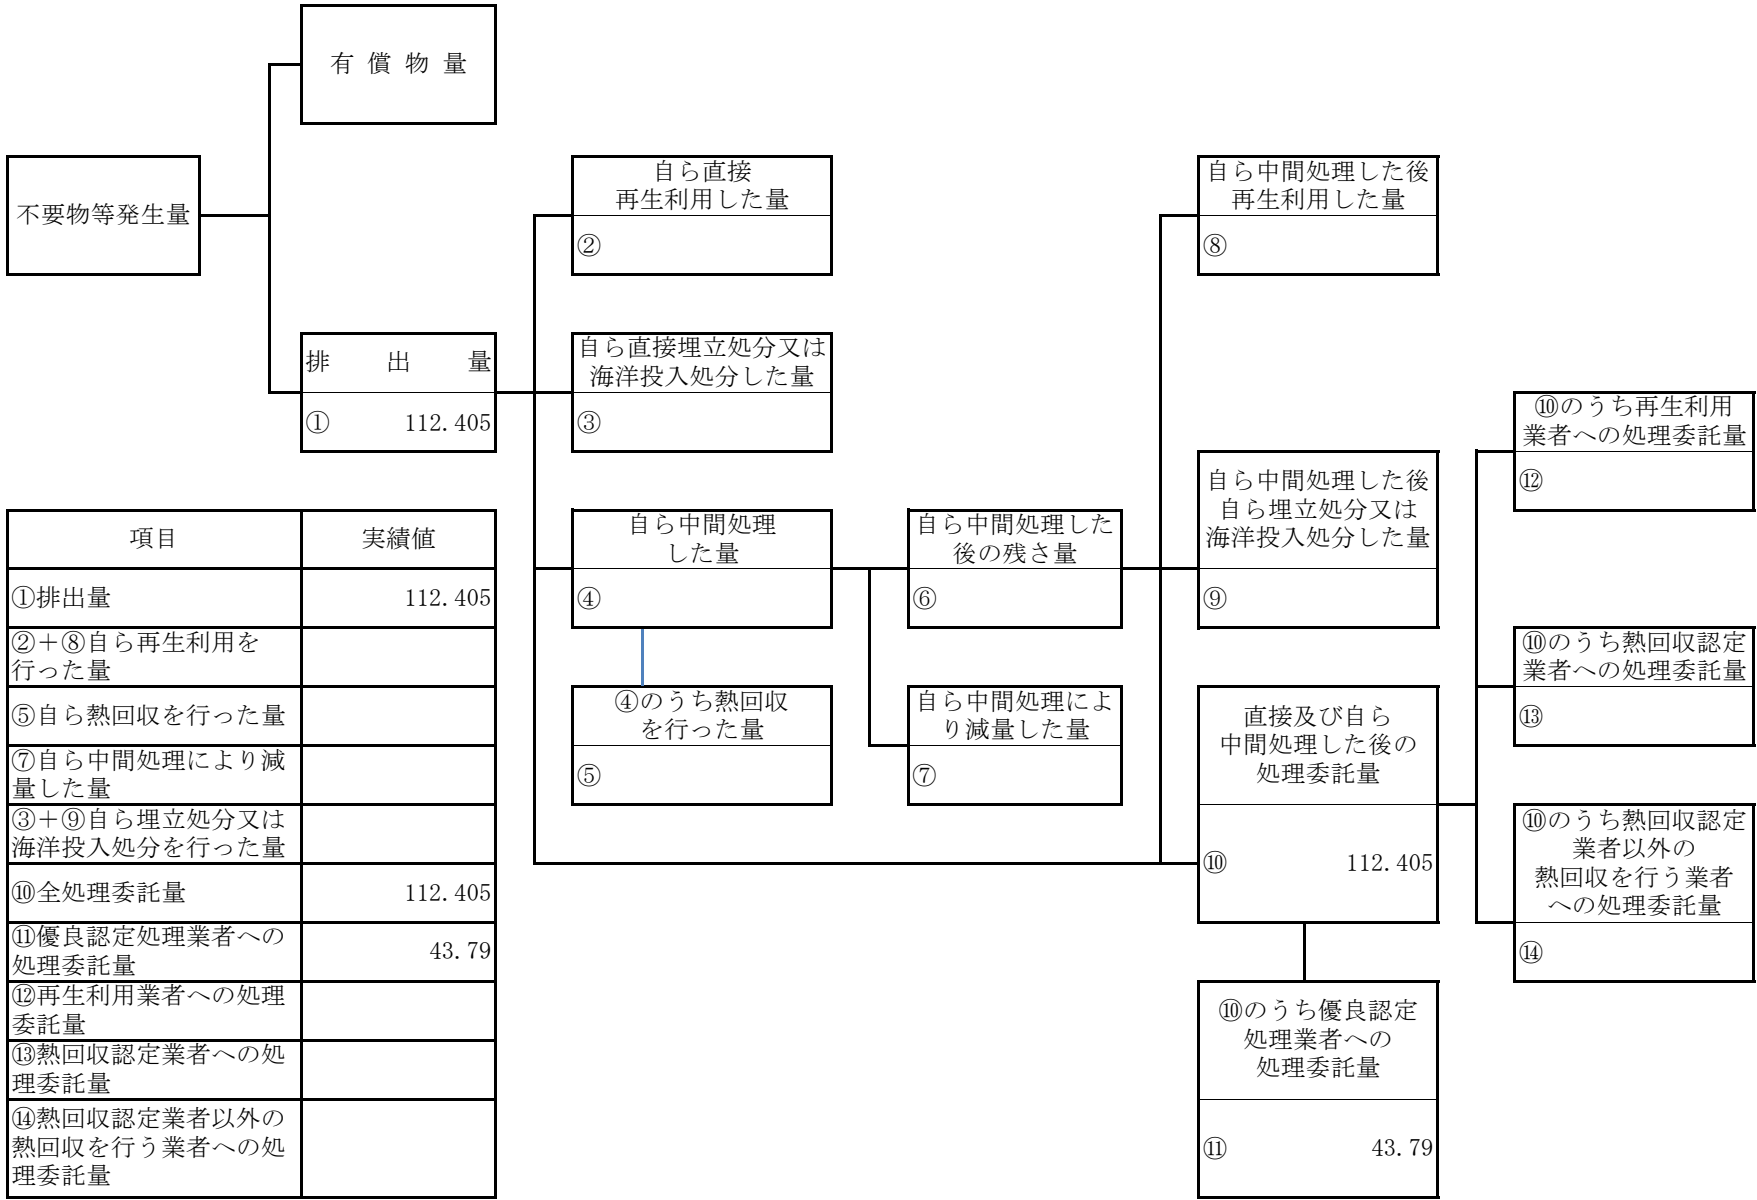 有償物量
不要物等発生量
排出量
① 112.405
自ら直接
再生利用した量
②
自ら直接埋立処分又は
海洋投入処分した量
③
自ら中間処理
した量
④
④のうち熱回収
を行った量
⑤
自ら中間処理した
後の残さ量
⑥
自ら中間処理によ
り減量した量
⑦
自ら中間処理した後
再生利用した量
⑧
自ら中間処理した後
自ら埋立処分又は
海洋投入処分した量
⑨
直接及び自ら
中間処理した後の
処理委託量
⑩ 112.405
⑩のうち優良認定
処理業者への
処理委託量
⑪ 43.79
⑩のうち再生利用
業者への処理委託量
⑫
⑩のうち熱回収認定
業者への処理委託量
⑬
⑩のうち熱回収認定
業者以外の
熱回収を行う業者
への処理委託量
⑭
項目 実績値
①排出量 112.405
②＋⑧自ら再生利用を
行った量
⑤自ら熱回収を行った量
⑦自ら中間処理により減
量した量
③＋⑨自ら埋立処分又は
海洋投入処分を行った量
⑩全処理委託量 112.405
⑪優良認定処理業者への
処理委託量 43.79
⑫再生利用業者への処理
委託量
⑬熱回収認定業者への処
理委託量
⑭熱回収認定業者以外の
熱回収を行う業者への処
理委託量